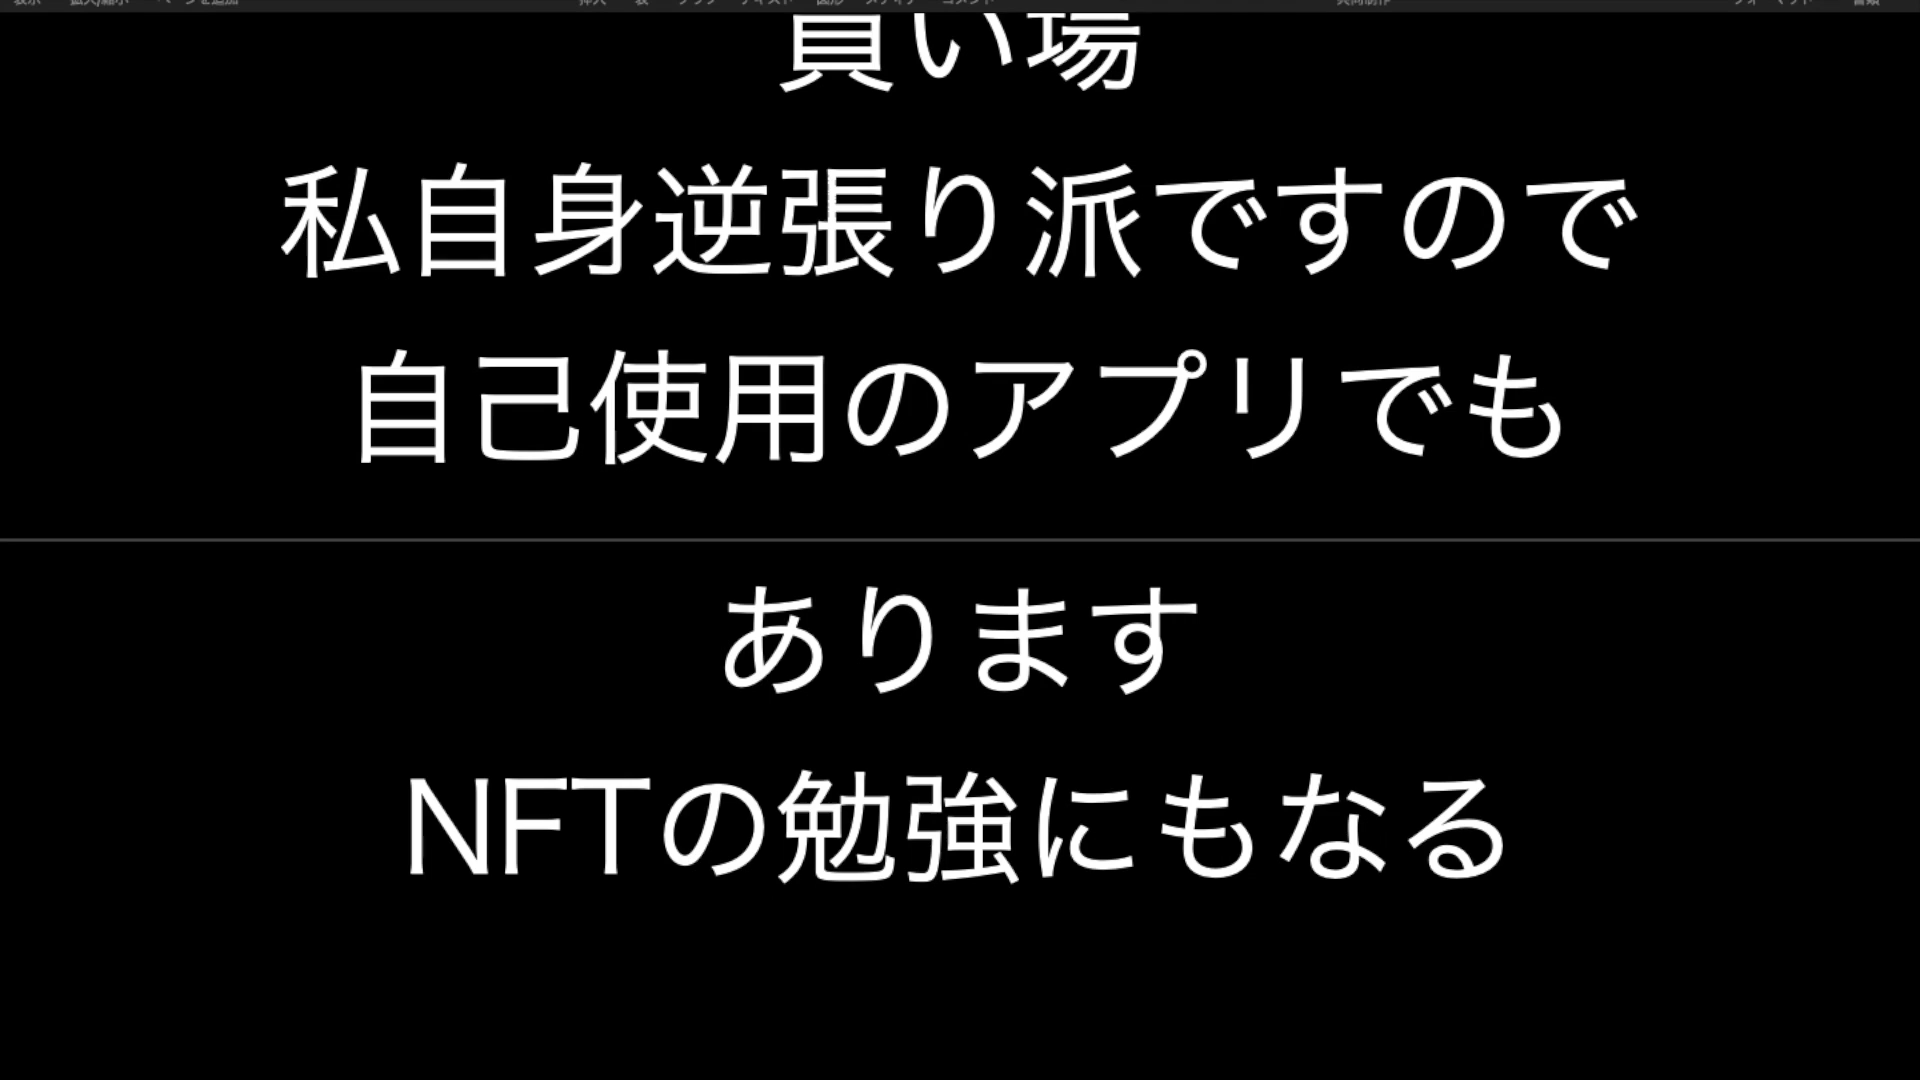 買い場
私自身逆張り派ですので
自己使用のアプリでも
あります
NFTの勉強にもなる